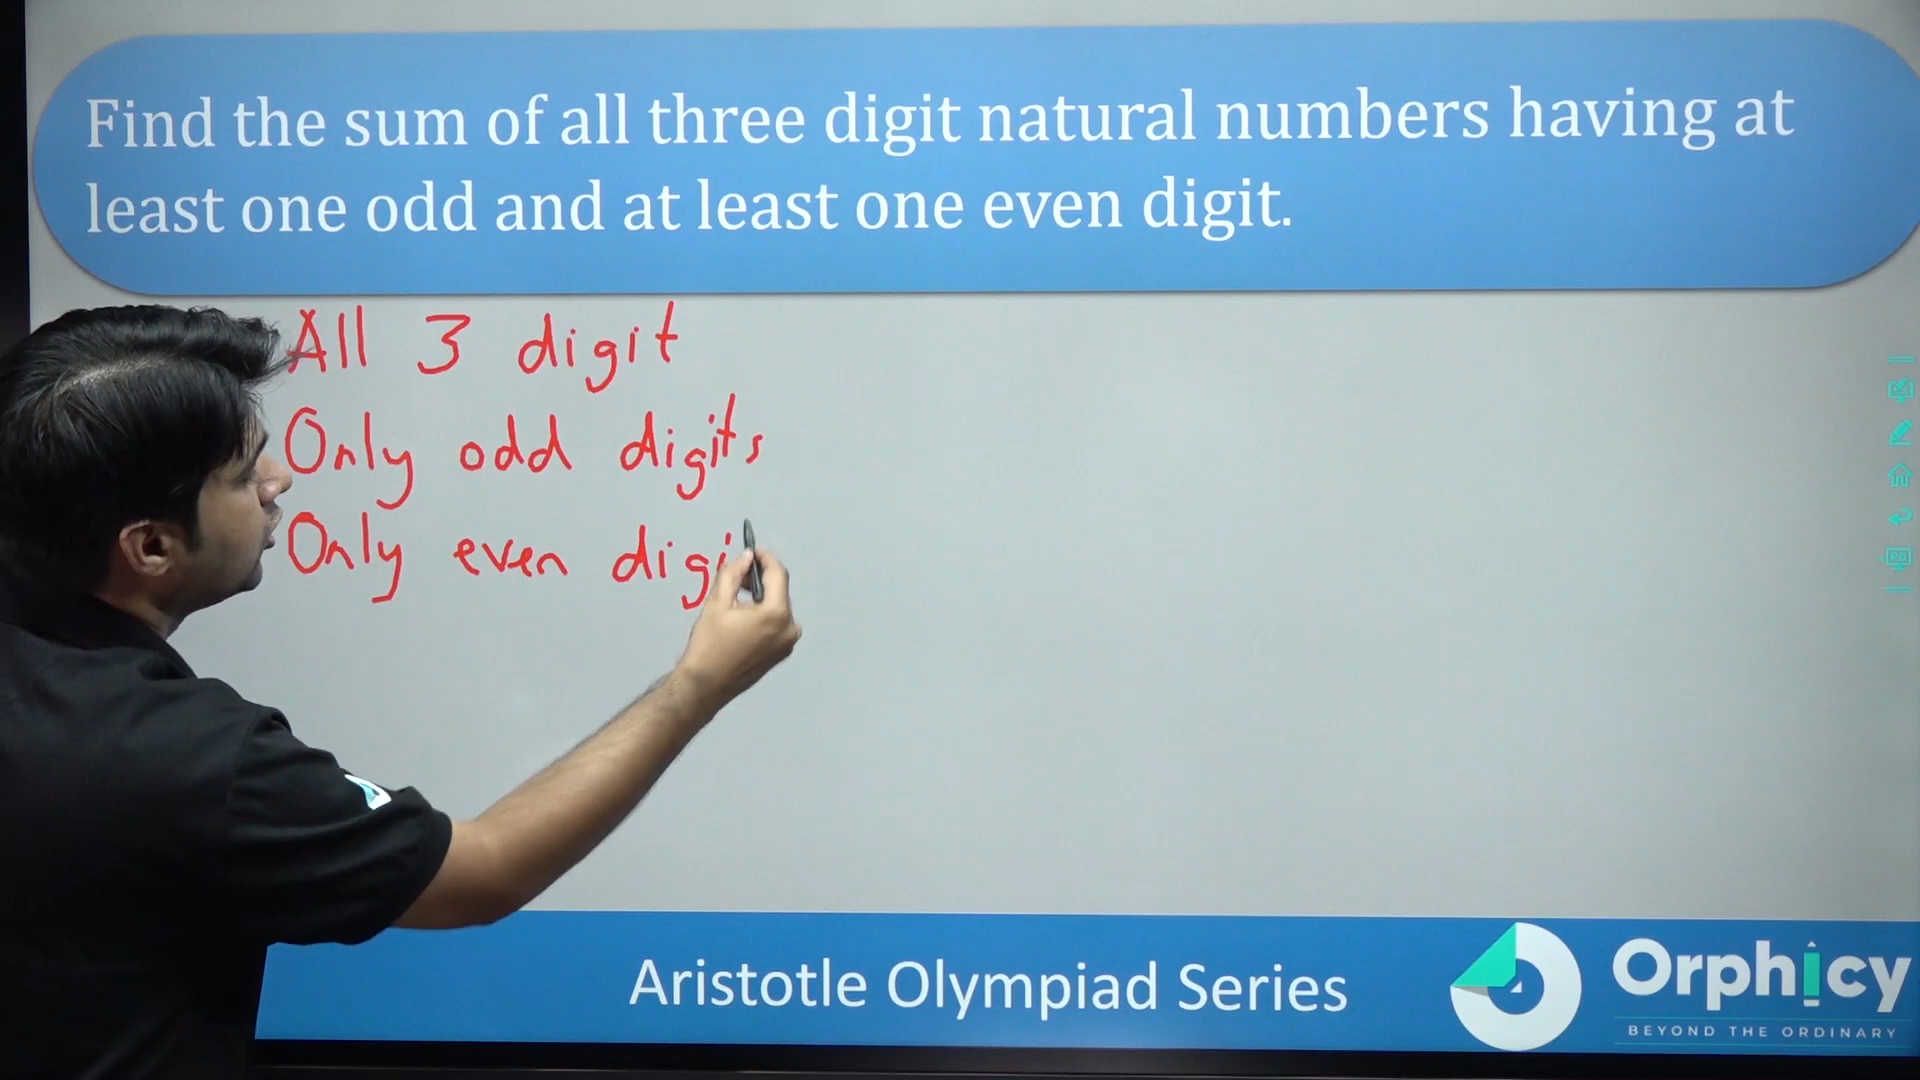 Find the sum of all three digit natural numbers having at
least one odd and at least one even digit.
All 3 digit
Only odd digits
Only even digi
Aristotle Olympiad Series
Orphicy
BEYOND THE ORDINARY